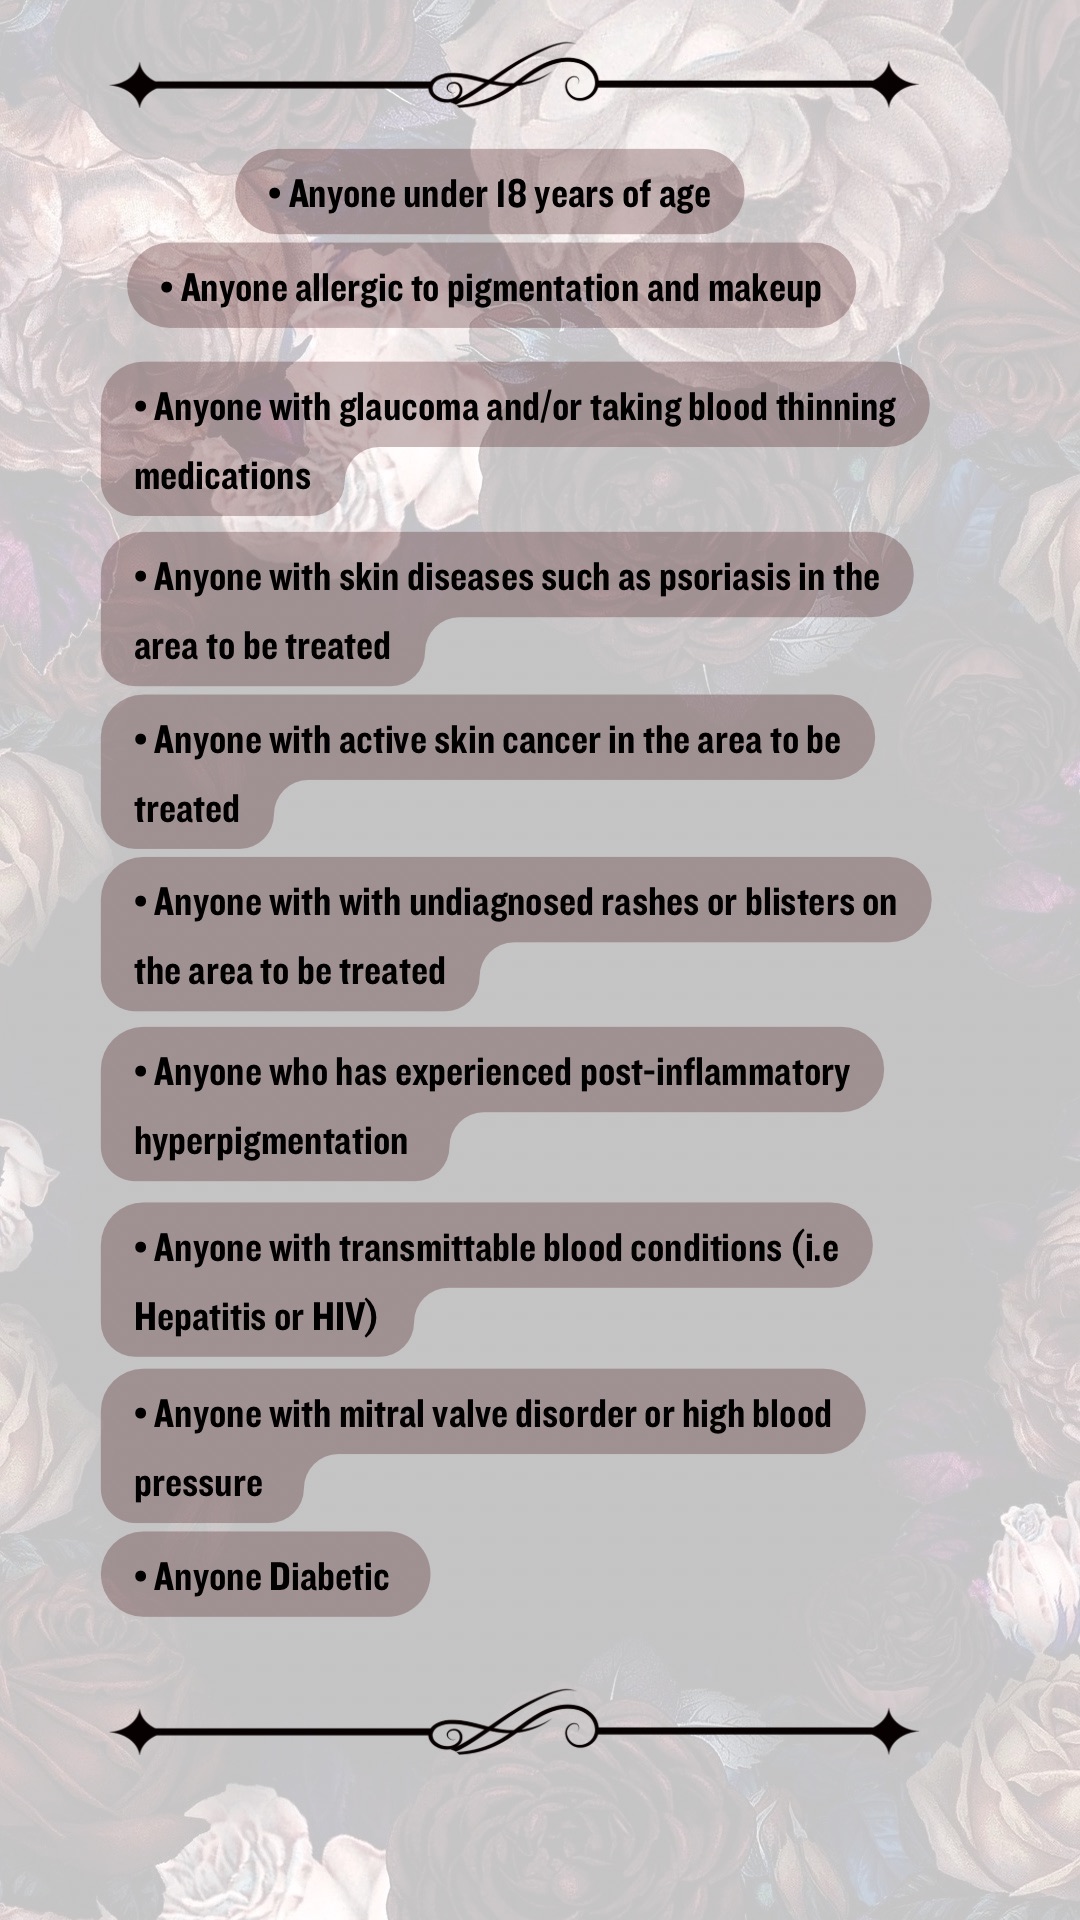 • Anyone under 18 years of age
• Anyone allergic to pigmentation and makeup
• Anyone with glaucoma and/or taking blood thinning
medications
• Anyone with skin diseases such as psoriasis in the
area to be treated
• Anyone with active skin cancer in the area to be
treated
• Anyone with with undiagnosed rashes or blisters on
the area to be treated
• Anyone who has experienced post-inflammatory
hyperpigmentation
• Anyone with transmittable blood conditions (i.e
Hepatitis or HIV)
• Anyone with mitral valve disorder or high blood
pressure
• Anyone Diabetic